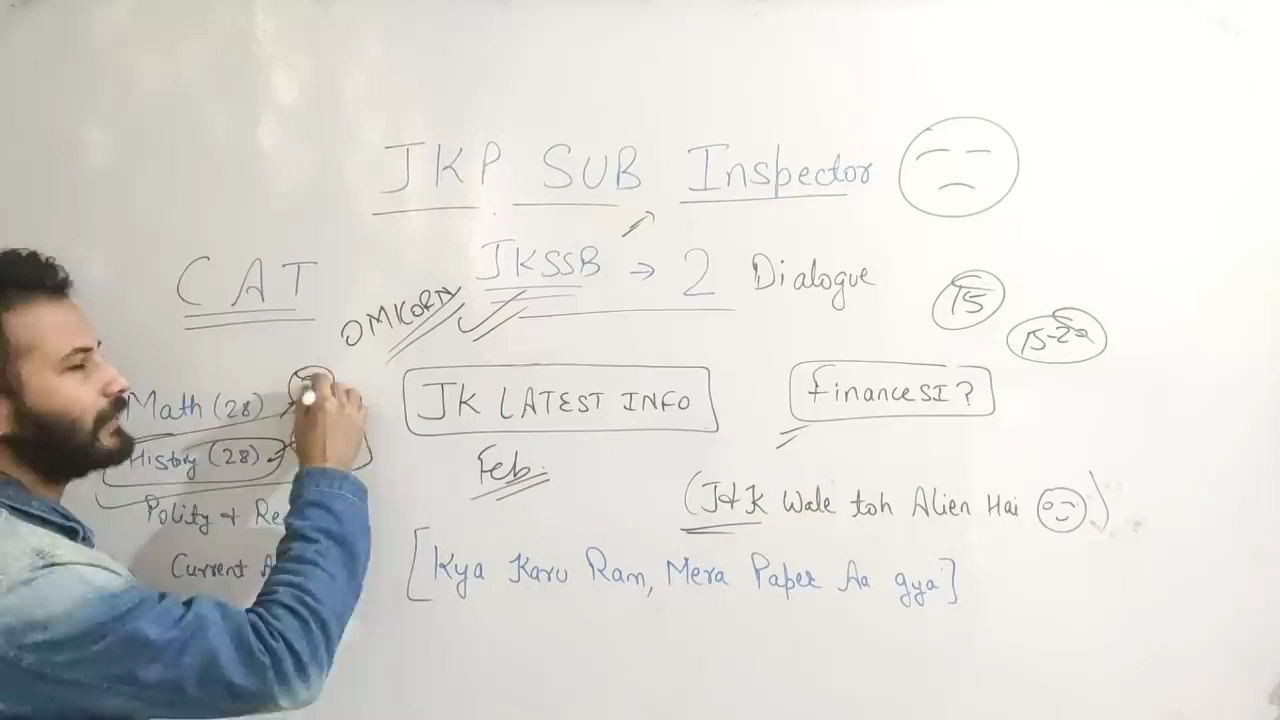 JKP SUB Inspector
JKSSB → 2 Dialogue
CAT
OMKORN
15
15-20
Math (28)
JK LATEST INFO
Finance SI?
History (28)
Feb.
(J&K Wale toh Alien Hai )
Polity & Re
Current A
[Kya Karu Ram, Mera Paper Aa gya]